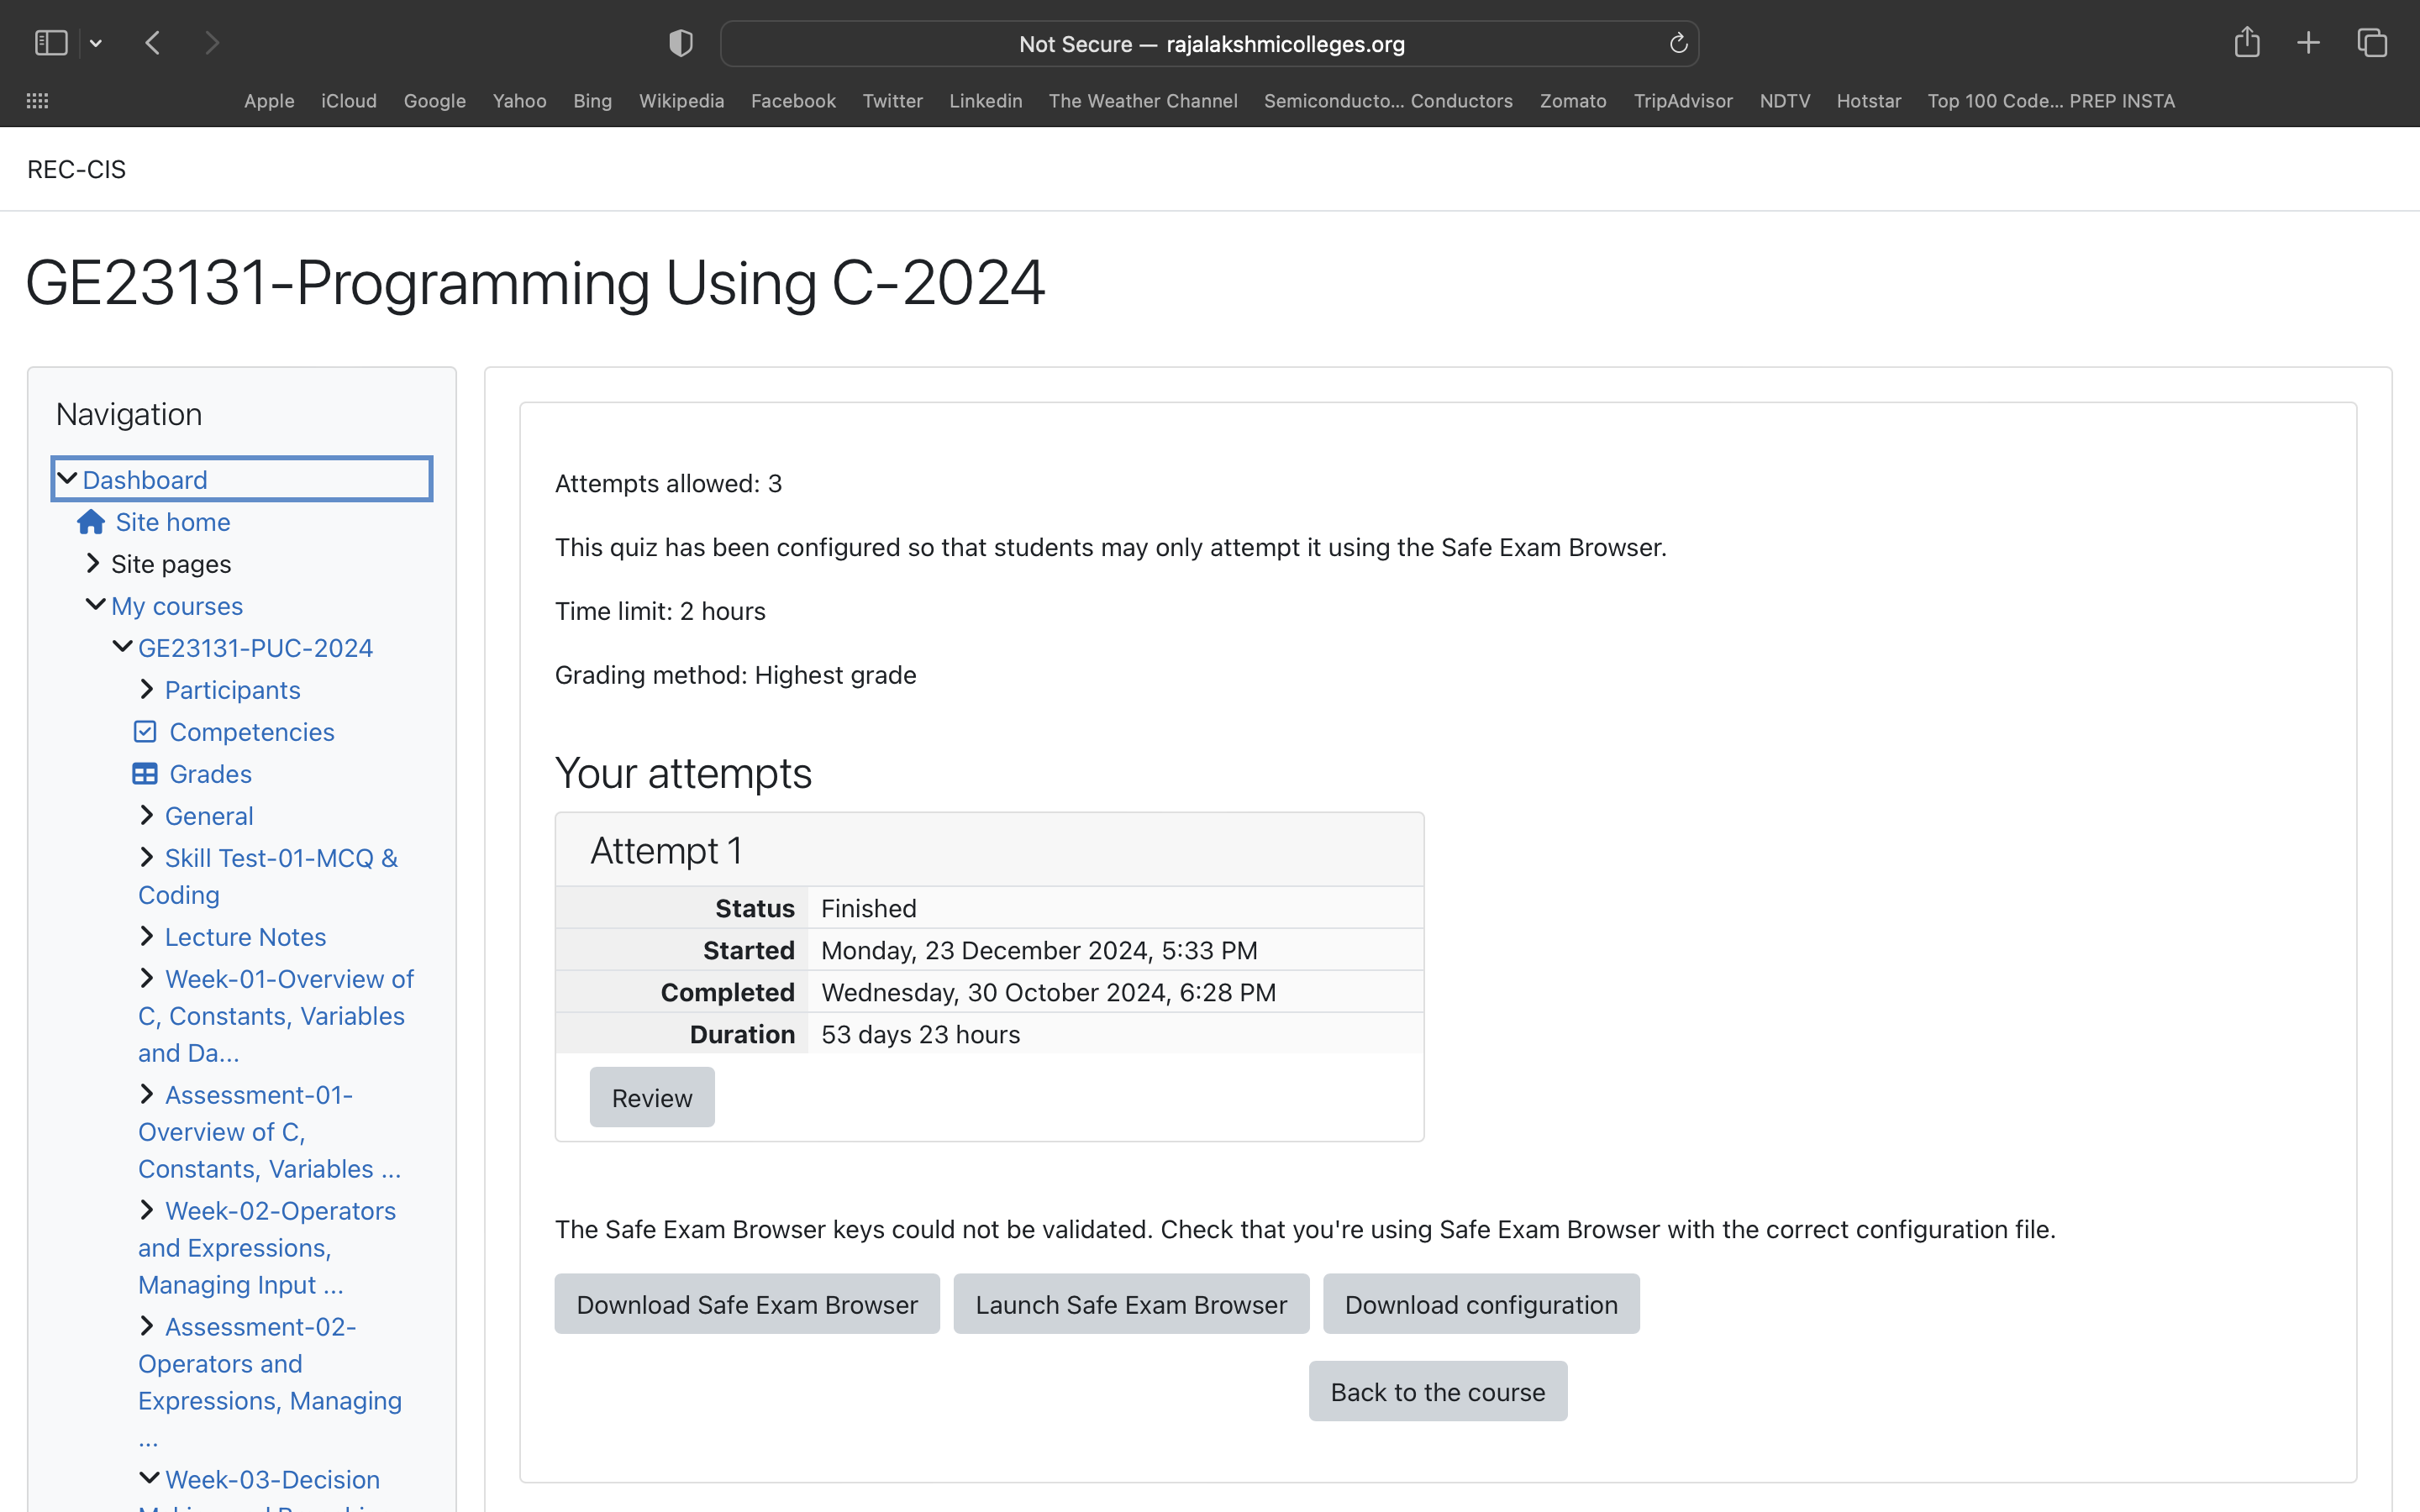 Not Secure — rajalakshmicolleges.org
Apple iCloud Google Yahoo Bing Wikipedia Facebook Twitter Linkedin The Weather Channel Semiconducto... Conductors Zomato TripAdvisor NDTV Hotstar Top 100 Code... PREP INSTA
REC-CIS
GE23131-Programming Using C-2024
Navigation
Dashboard
Site home
Site pages
My courses
GE23131-PUC-2024
Participants
Competencies
Grades
General
Skill Test-01-MCQ &
Coding
Lecture Notes
Week-01-Overview of
C, Constants, Variables
and Da...
Assessment-01-
Overview of C,
Constants, Variables ...
Week-02-Operators
and Expressions,
Managing Input ...
Assessment-02-
Operators and
Expressions, Managing
...
Week-03-Decision
Attempts allowed: 3
This quiz has been configured so that students may only attempt it using the Safe Exam Browser.
Time limit: 2 hours
Grading method: Highest grade
Your attempts
Attempt 1
Status Finished
Started Monday, 23 December 2024, 5:33 PM
Completed Wednesday, 30 October 2024, 6:28 PM
Duration 53 days 23 hours
Review
The Safe Exam Browser keys could not be validated. Check that you're using Safe Exam Browser with the correct configuration file.
Download Safe Exam Browser Launch Safe Exam Browser Download configuration
Back to the course